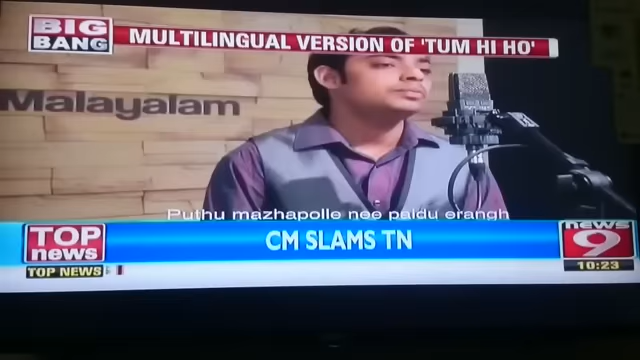 BIG
BANG
MULTILINGUAL VERSION OF 'TUM HI HO'
Malayalam
Puthu mazhapolle nee paidu erangh
TOP
news
CM SLAMS TN
NEWS
9
TOP NEWS
10:23